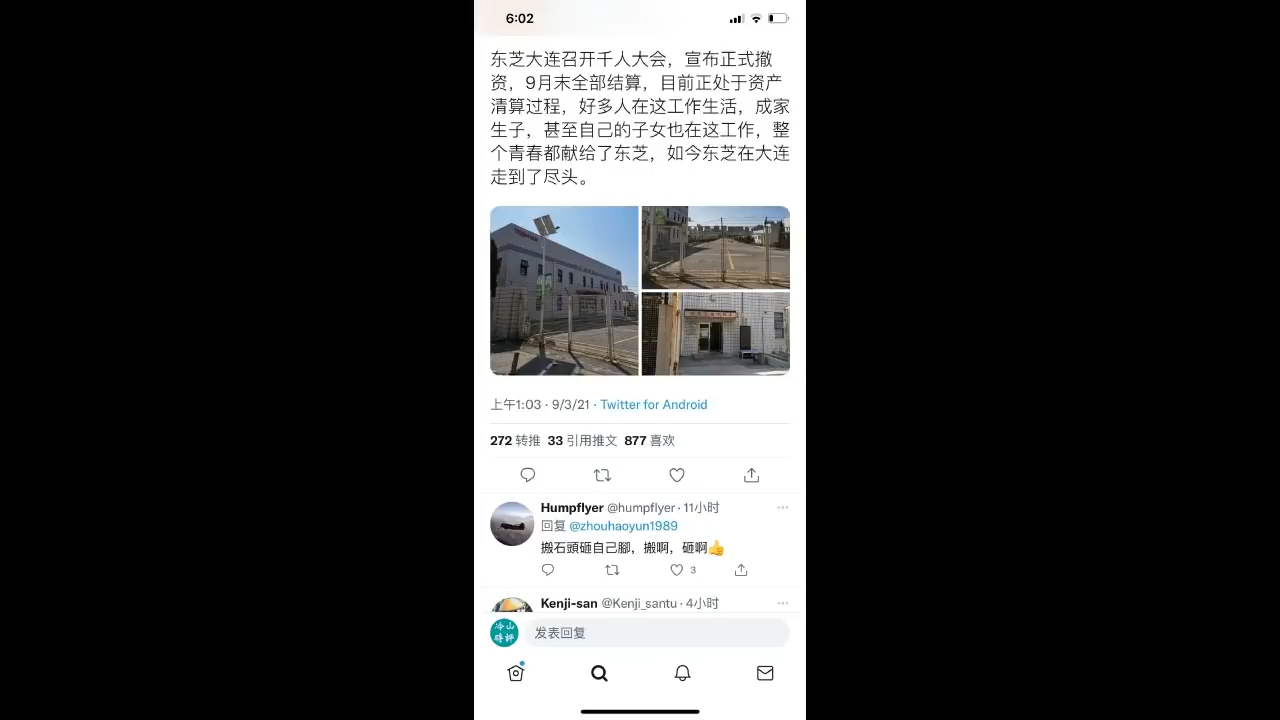 6:02
东芝大连召开千人大会，宣布正式撤
资，9月末全部结算，目前正处于资产
清算过程，好多人在这工作生活，成家
生子，甚至自己的子女也在这工作，整
个青春都献给了东芝，如今东芝在大连
走到了尽头。
上午1:03 · 9/3/21 · Twitter for Android
272 转推 33 引用推文 877 喜欢
Humpflyer @humpflyer · 11小时
回复 @zhouhaoyun1989
搬石頭砸自己腳，搬啊，砸啊👍
3
Kenji-san @Kenji_santu · 4小时
冷山
时評
发表回复